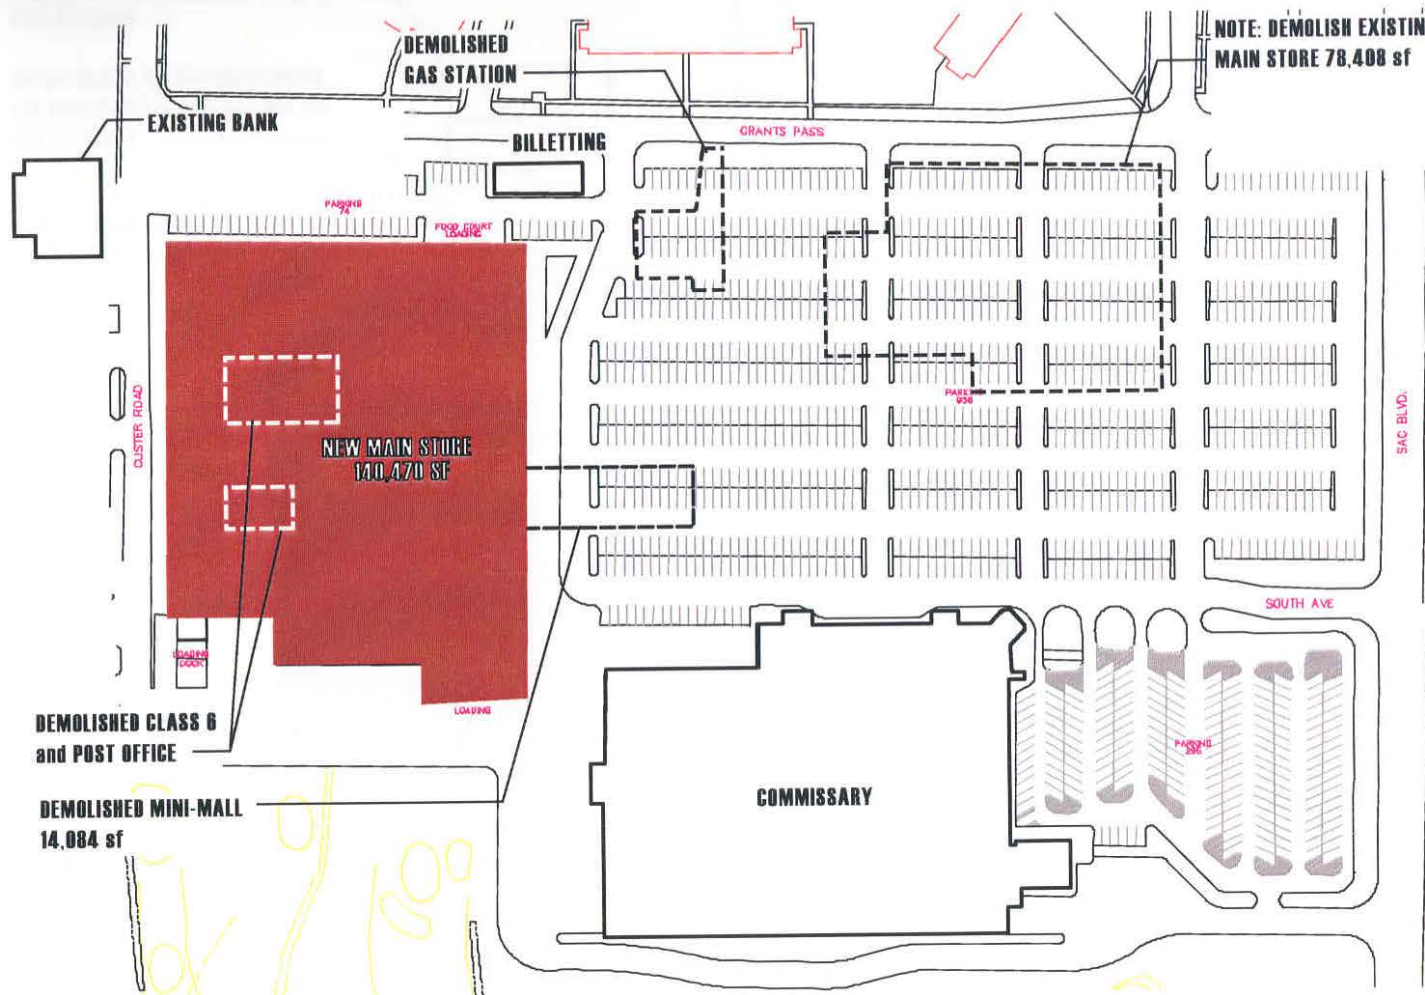 DEMOLISHED
GAS STATION
NOTE: DEMOLISH EXISTIN
MAIN STORE 78,408 sf
EXISTING BANK
BILLETTING
GRANTS PASS
PARKING
74
FOOD COURT
LOADING
CUSTER ROAD
NEW MAIN STORE
140,470 SF
PARKING
956
SAC BLVD.
SOUTH AVE
LOADING
DOCK
LOADING
DEMOLISHED CLASS 6
and POST OFFICE
DEMOLISHED MINI-MALL
14,084 sf
COMMISSARY
PARKING